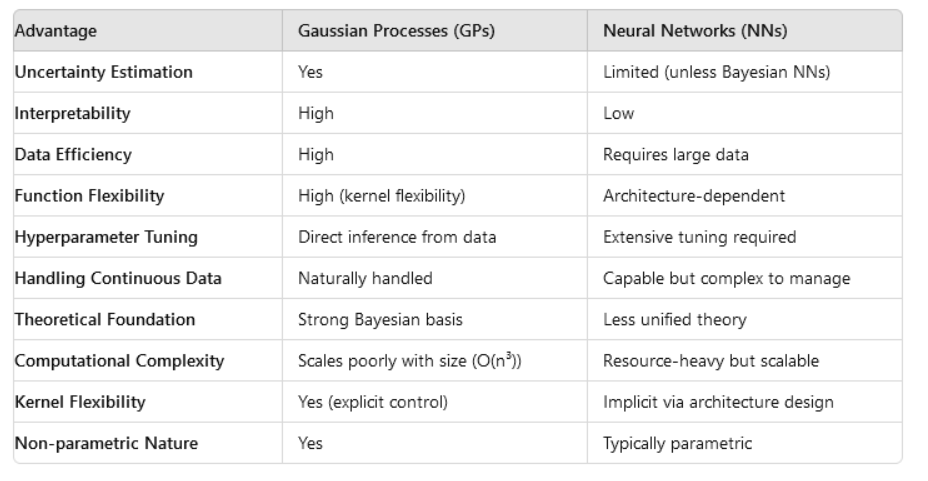 Advantage Gaussian Processes (GPs) Neural Networks (NNs)
Uncertainty Estimation Yes Limited (unless Bayesian NNs)
Interpretability High Low
Data Efficiency High Requires large data
Function Flexibility High (kernel flexibility) Architecture-dependent
Hyperparameter Tuning Direct inference from data Extensive tuning required
Handling Continuous Data Naturally handled Capable but complex to manage
Theoretical Foundation Strong Bayesian basis Less unified theory
Computational Complexity Scales poorly with size (O(n³)) Resource-heavy but scalable
Kernel Flexibility Yes (explicit control) Implicit via architecture design
Non-parametric Nature Yes Typically parametric